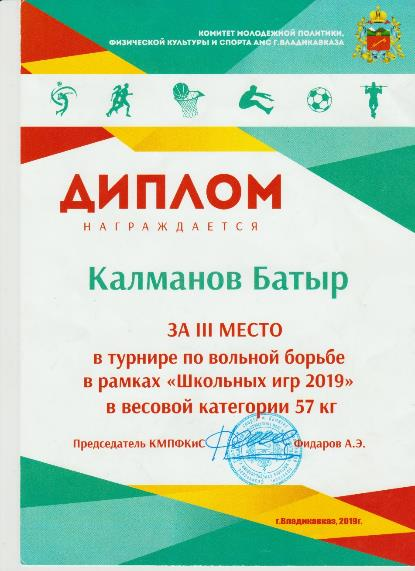 КОМИТЕТ МОЛОДЕЖНОЙ ПОЛИТИКИ,
ФИЗИЧЕСКОЙ КУЛЬТУРЫ И СПОРТА АМС Г.ВЛАДИКАВКАЗА
ДИПЛОМ
НАГРАЖДАЕТСЯ
Калманов Батыр
ЗА III МЕСТО
в турнире по вольной борьбе
в рамках «Школьных игр 2019»
в весовой категории 57 кг
Председатель КМПФКиС Фидаров А.Э.
г.Владикавказ, 2019г.